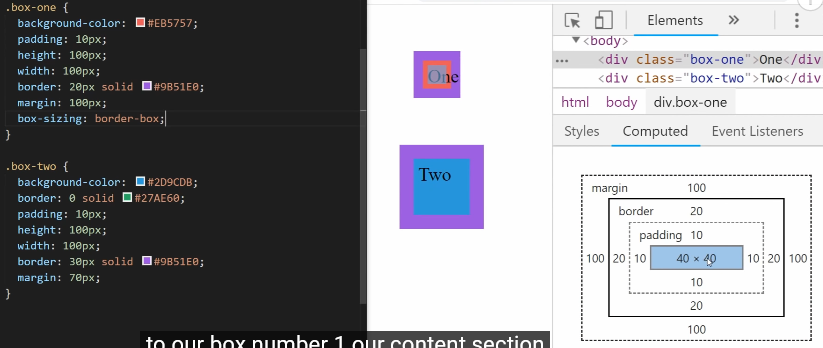 .box-one {
background-color: #EB5757;
padding: 10px;
height: 100px;
width: 100px;
border: 20px solid #9B51E0;
margin: 100px;
box-sizing: border-box;
}
.box-two {
background-color: #2D9CDB;
border: 0 solid #27AE60;
padding: 10px;
height: 100px;
width: 100px;
border: 30px solid #9B51E0;
margin: 70px;
}
One
Two
Elements »
▼<body>
··· <div class="box-one">One</div>
<div class="box-two">Two</div>
html body div.box-one
Styles Computed Event Listeners
margin 100
border 20
padding 10
100 20 10 40 × 40 10 20 100
10
20
100
to our box number 1 our content section